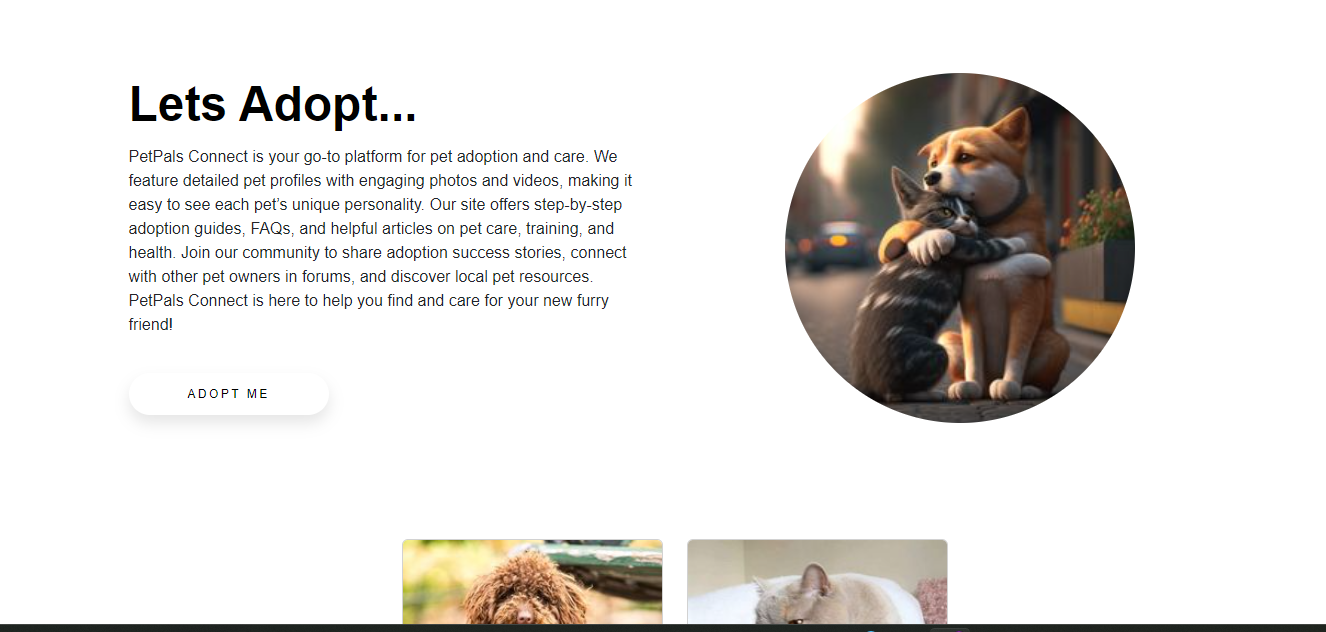 Lets Adopt...
PetPals Connect is your go-to platform for pet adoption and care. We
feature detailed pet profiles with engaging photos and videos, making it
easy to see each pet’s unique personality. Our site offers step-by-step
adoption guides, FAQs, and helpful articles on pet care, training, and
health. Join our community to share adoption success stories, connect
with other pet owners in forums, and discover local pet resources.
PetPals Connect is here to help you find and care for your new furry
friend!
ADOPT ME